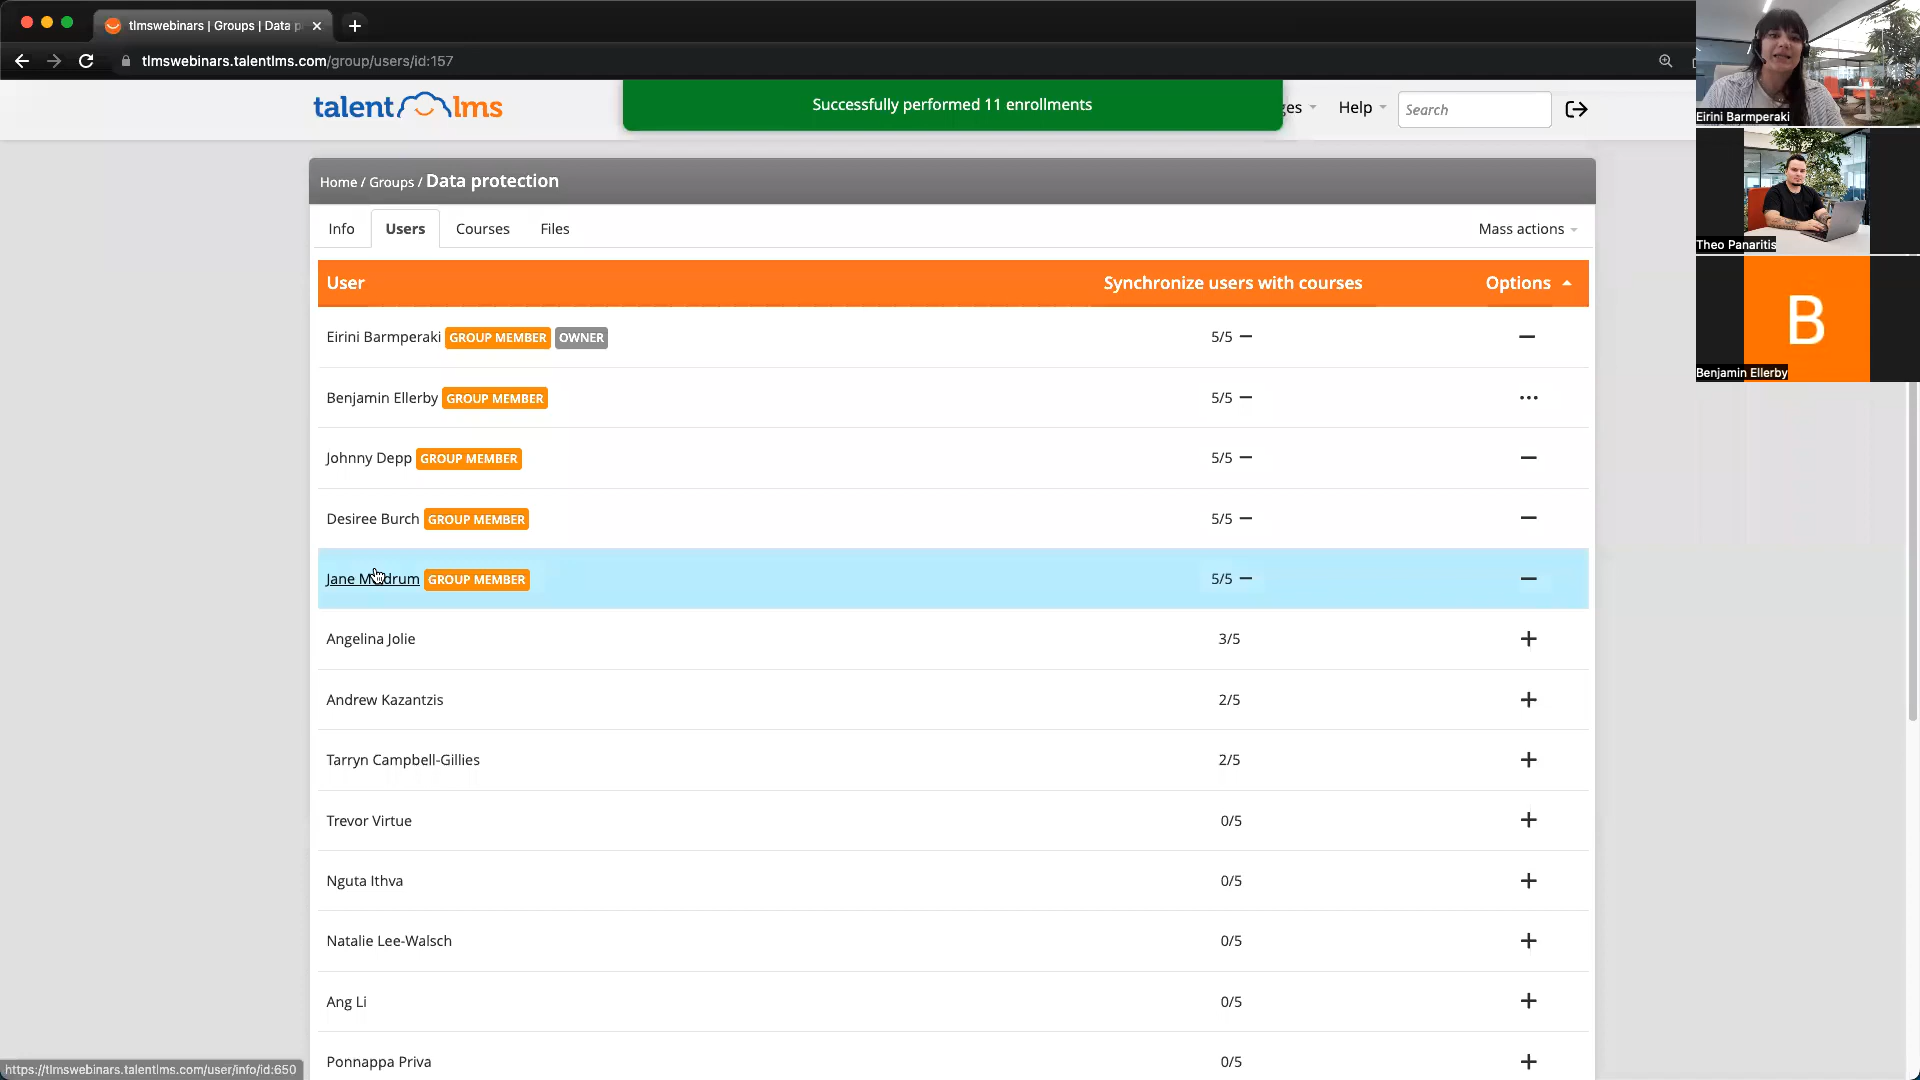 tlmswebinars | Groups | Data p
tlmswebinars.talentlms.com/group/users/id:157
talent lms
Successfully performed 11 enrollments
Help
Search
Eirini Barmperaki
Theo Panaritis
B
Benjamin Ellerby
Home / Groups / Data protection
Info Users Courses Files Mass actions
User Synchronize users with courses Options
Eirini Barmperaki GROUP MEMBER OWNER 5/5
Benjamin Ellerby GROUP MEMBER 5/5
Johnny Depp GROUP MEMBER 5/5
Desiree Burch GROUP MEMBER 5/5
Jane GROUP MEMBER 5/5
Angelina Jolie 3/5
Andrew Kazantzis 2/5
Tarryn Campbell-Gillies 2/5
Trevor Virtue 0/5
Nguta Ithva 0/5
Natalie Lee-Walsch 0/5
Ang Li 0/5
Ponnappa Priva 0/5
https://tlmswebinars.talentlms.com/user/info/id:650